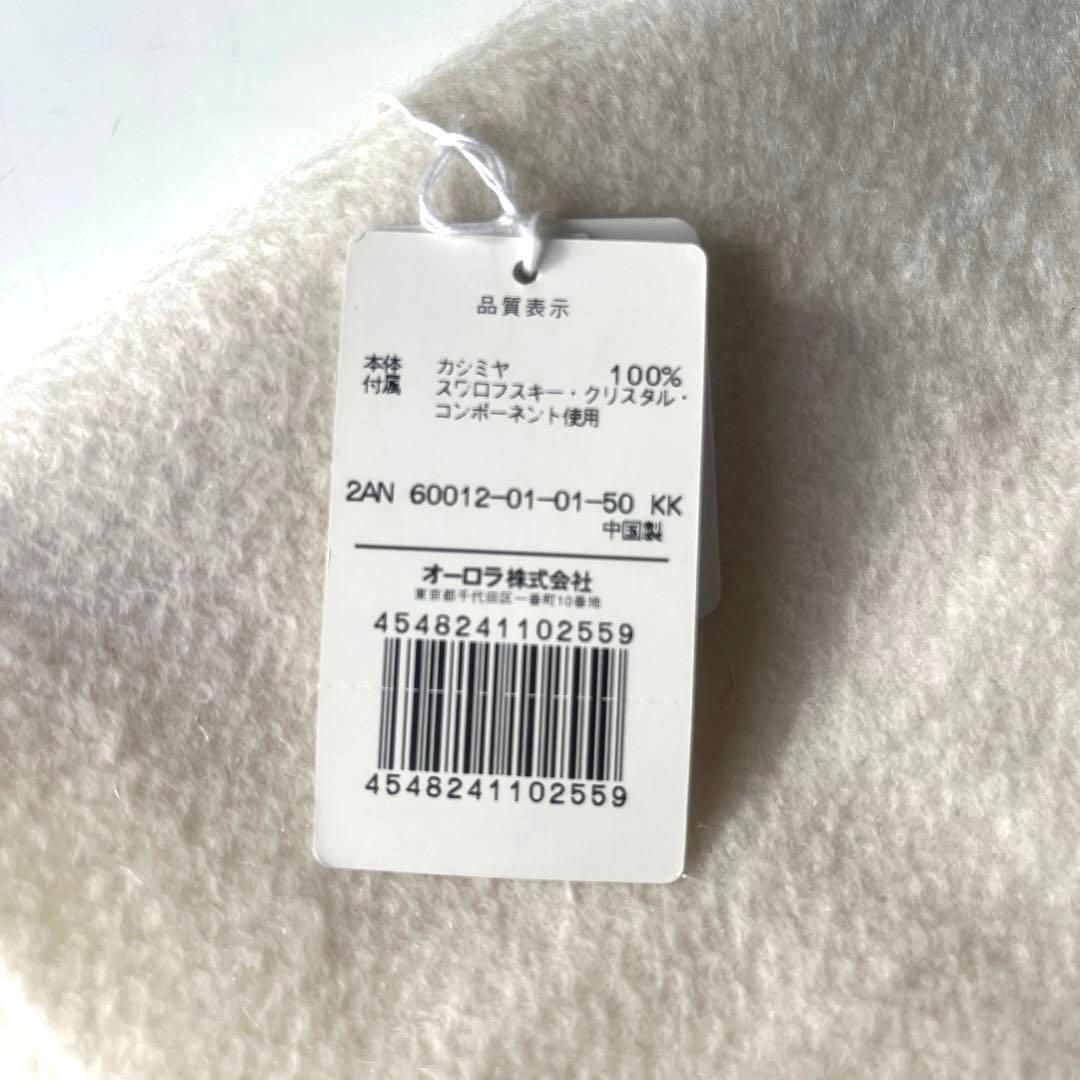 品質表示
本体 カシミヤ 100%
付属 スワロフスキー・クリスタル・
コンポーネント使用
2AN 60012-01-01-50 KK
中国製
オーロラ株式会社
東京都千代田区一番町10番地
4548241102559
4548241102559